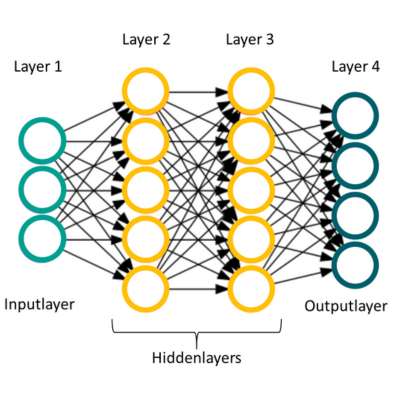 Layer 1
Layer 2
Layer 3
Layer 4
Inputlayer
Outputlayer
Hiddenlayers